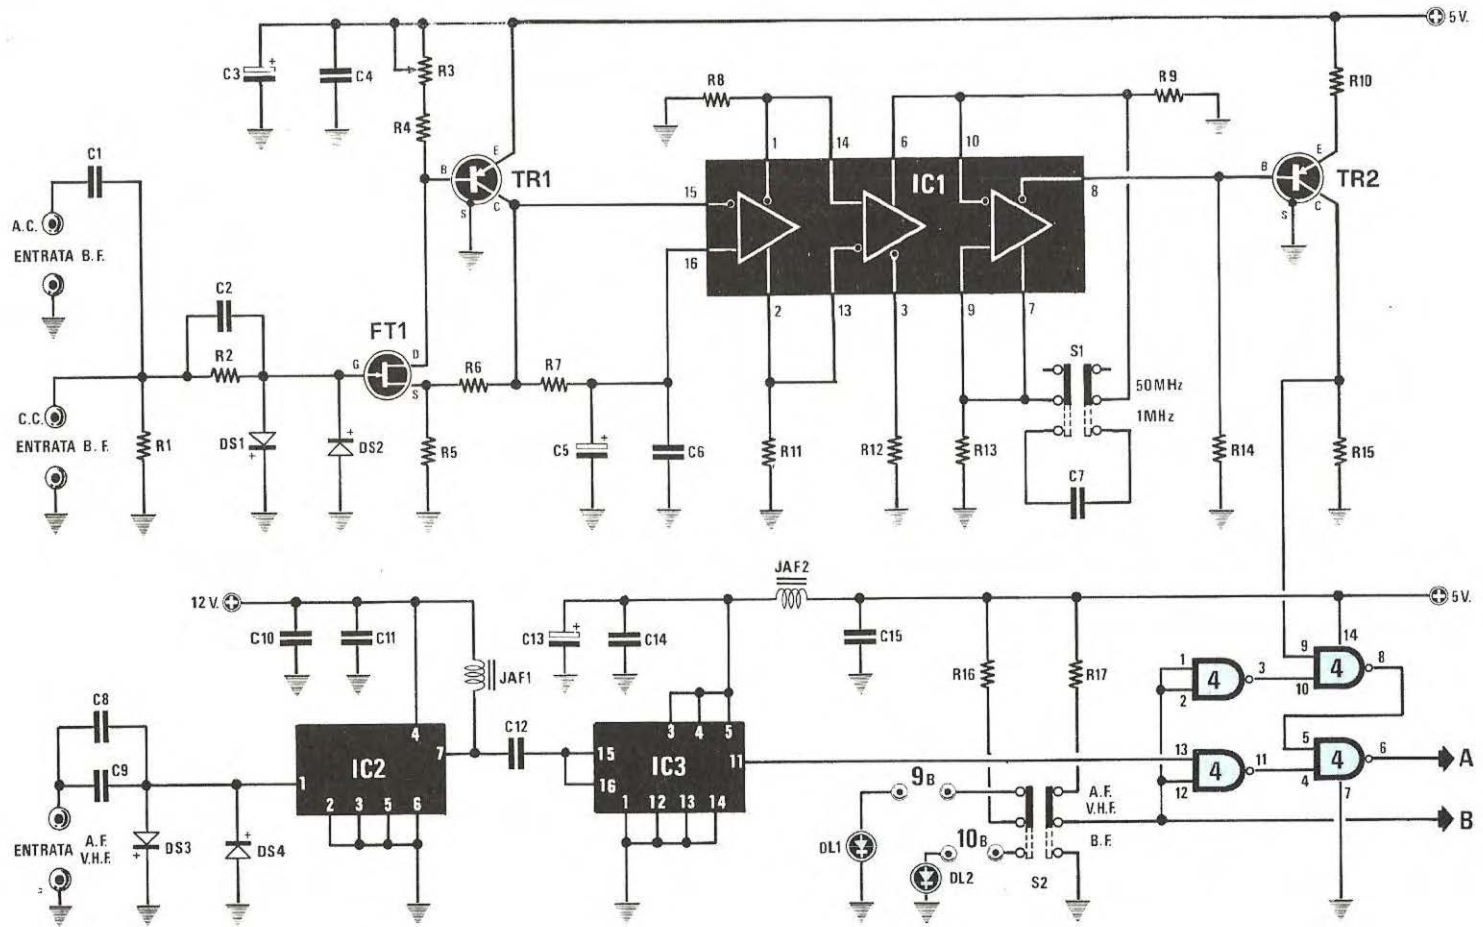 5 V.
C3
+
C4
R3
R4
R8
R9
R10
C1
1
14
6
10
E
B
TR1
S
C
IC1
15
16
8
E
B
TR2
S
C
A.C.
ENTRATA B.F.
C2
FT1
2
13
3
9
7
G
D
S
R2
R6
R7
S1
50MHz
1MHz
C.C.
ENTRATA B.F.
R1
DS1
+
DS2
+
R5
C5
+
C6
R11
R12
R13
C7
R14
R15
JAF2
12 V.
5 V.
C10
C11
C13
+
C14
C15
JAF1
R16
R17
1
2
4
3
9
10
14
4
8
C8
C9
C12
4
7
IC2
1
2
3
5
6
3
4
5
15
16
IC3
11
1
12
13
14
13
12
4
11
5
4
4
6
7
A
B
9B
A.F.
V.H.F.
B.F.
10B
DL1
DL2
S2
ENTRATA A.F.
V.H.F.
DS3
+
DS4
+